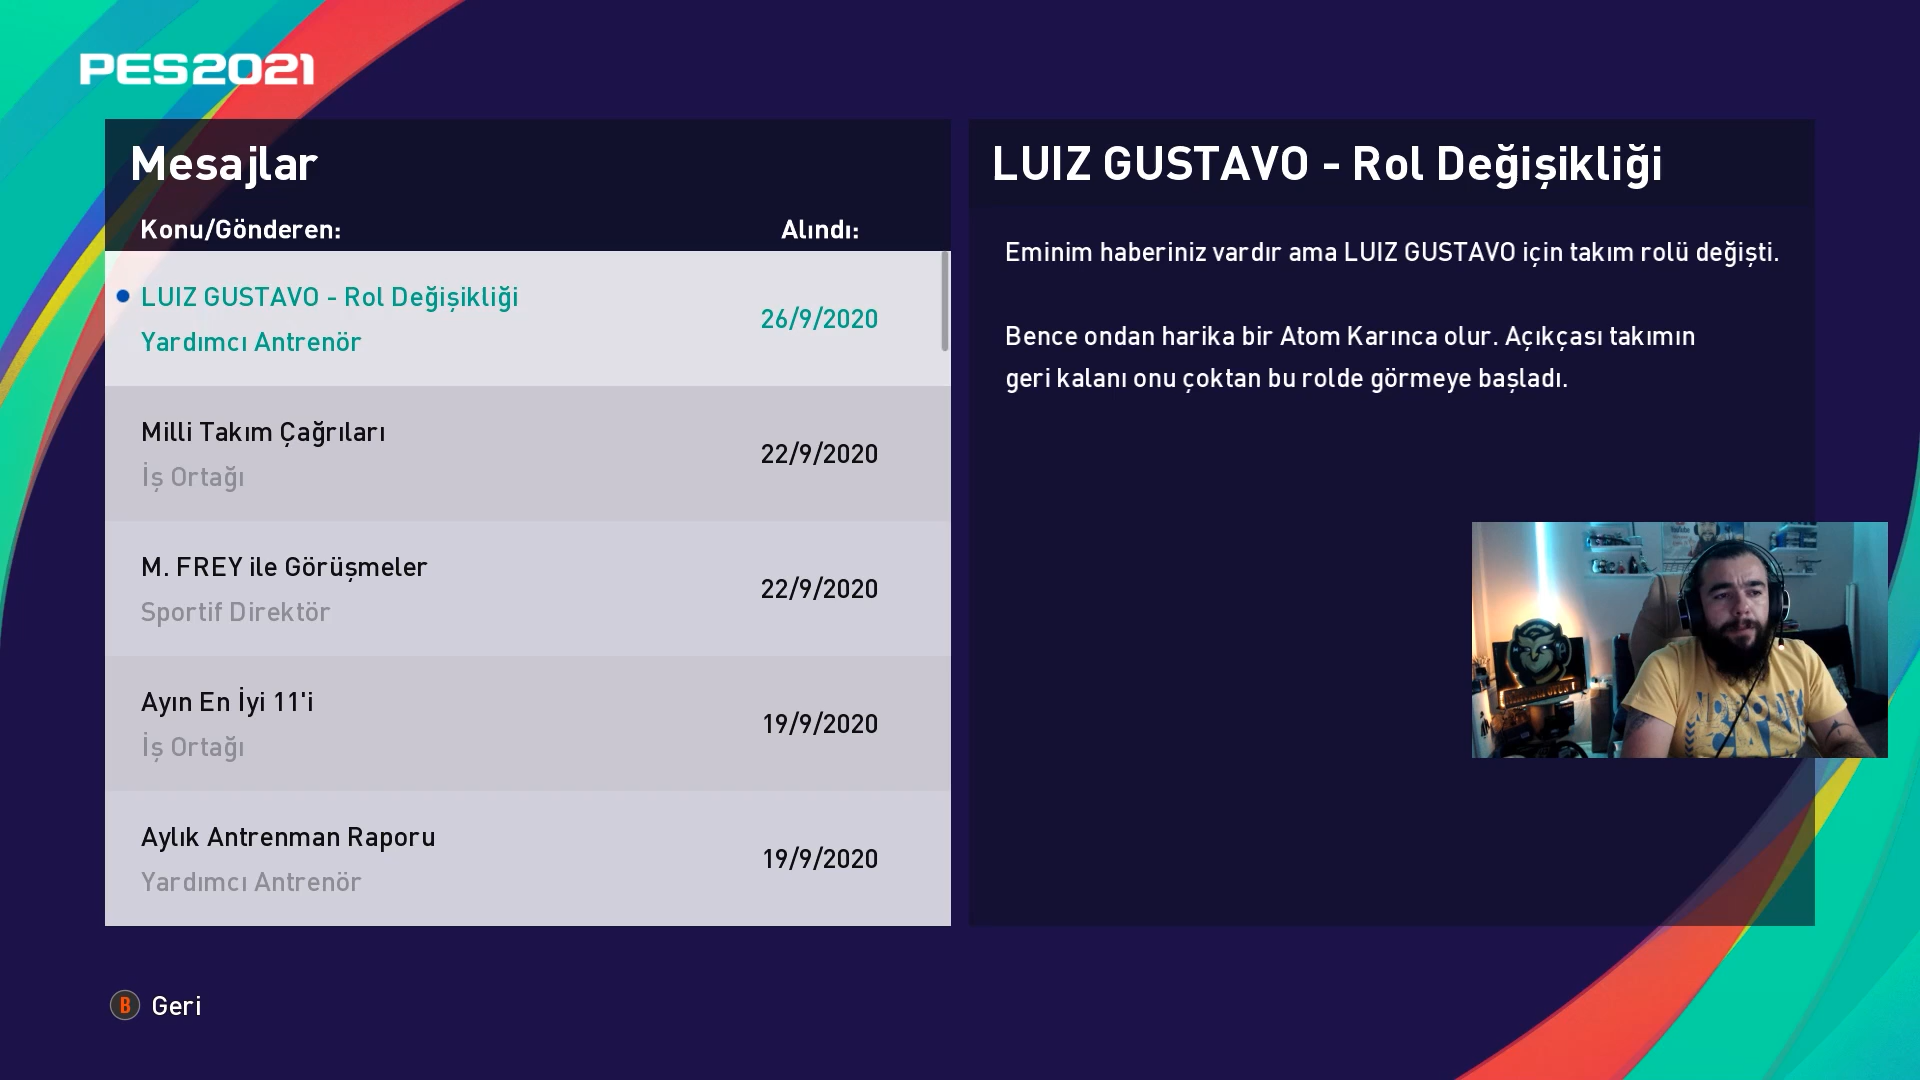 PES2021
Mesajlar
Konu/Gönderen:
Alındı:
LUIZ GUSTAVO - Rol Değişikliği
Yardımcı Antrenör
26/9/2020
Milli Takım Çağrıları
İş Ortağı
22/9/2020
M. FREY ile Görüşmeler
Sportif Direktör
22/9/2020
Ayın En İyi 11'i
İş Ortağı
19/9/2020
Aylık Antrenman Raporu
Yardımcı Antrenör
19/9/2020
LUIZ GUSTAVO - Rol Değişikliği
Eminim haberiniz vardır ama LUIZ GUSTAVO için takım rolü değişti.
Bence ondan harika bir Atom Karınca olur. Açıkçası takımın
geri kalanı onu çoktan bu rolde görmeye başladı.
B Geri